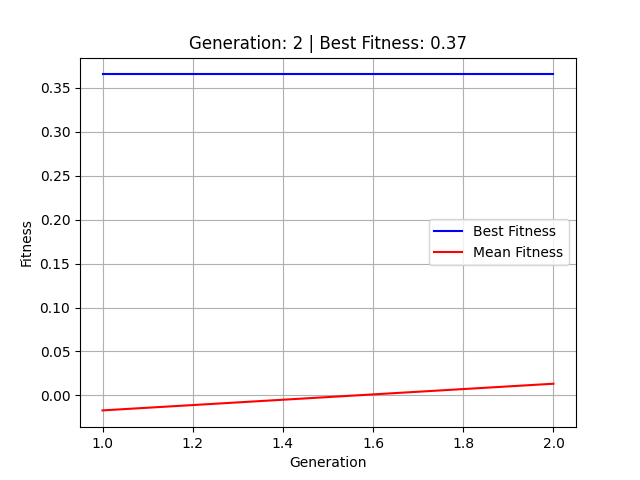 Generation: 2 | Best Fitness: 0.37
0.35
0.30
0.25
0.20
0.15
0.10
0.05
0.00
Fitness
Best Fitness
Mean Fitness
1.0 1.2 1.4 1.6 1.8 2.0
Generation